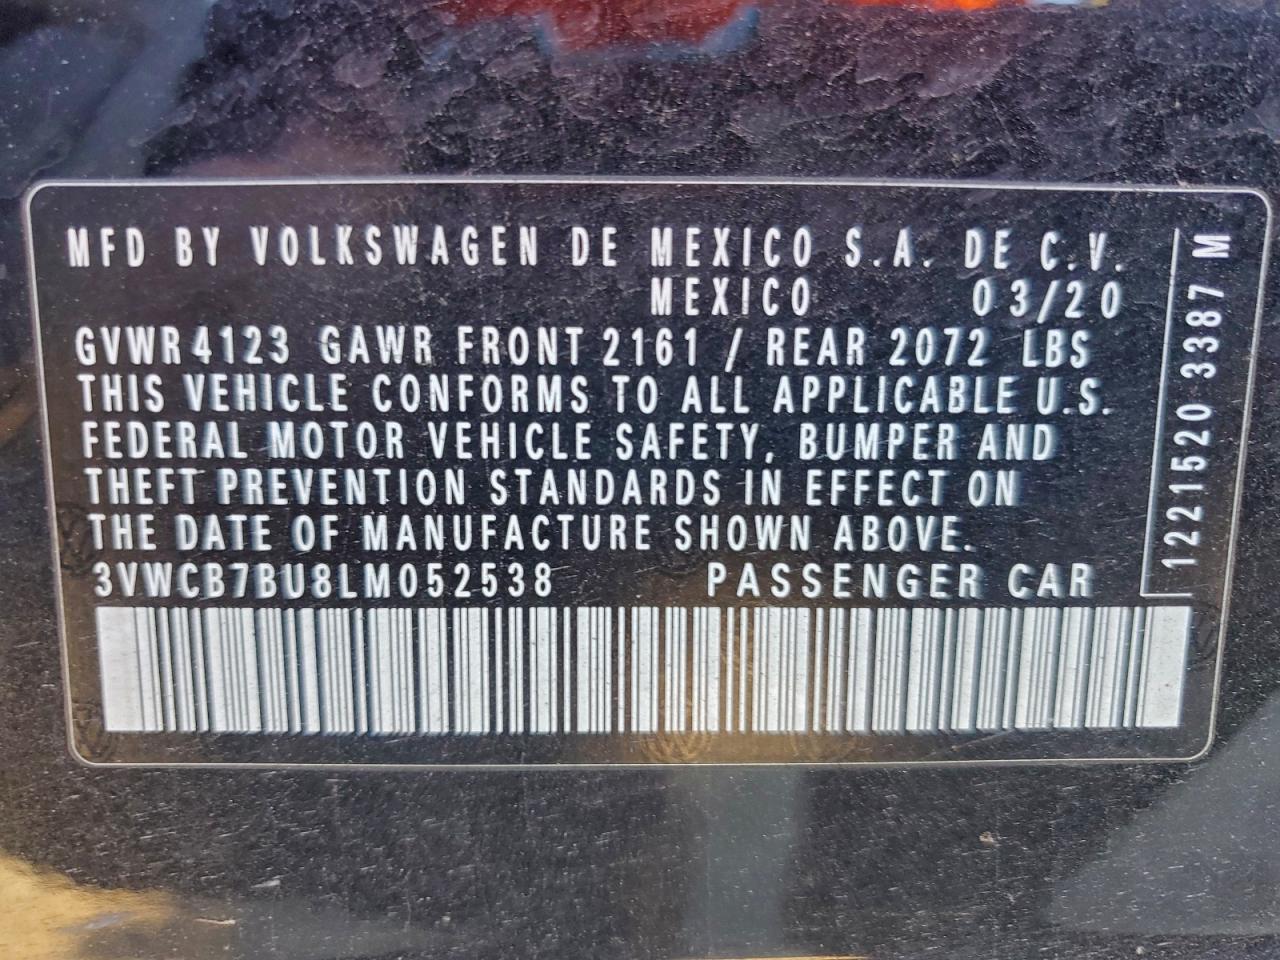 MFD BY VOLKSWAGEN DE MEXICO S.A. DE C.V.
MEXICO 03/20
GVWR 4123 GAWR FRONT 2161 / REAR 2072 LBS
THIS VEHICLE CONFORMS TO ALL APPLICABLE U.S.
FEDERAL MOTOR VEHICLE SAFETY, BUMPER AND
THEFT PREVENTION STANDARDS IN EFFECT ON
THE DATE OF MANUFACTURE SHOWN ABOVE.
3VWCB7BU8LM052538 PASSENGER CAR
1221520 3387 M